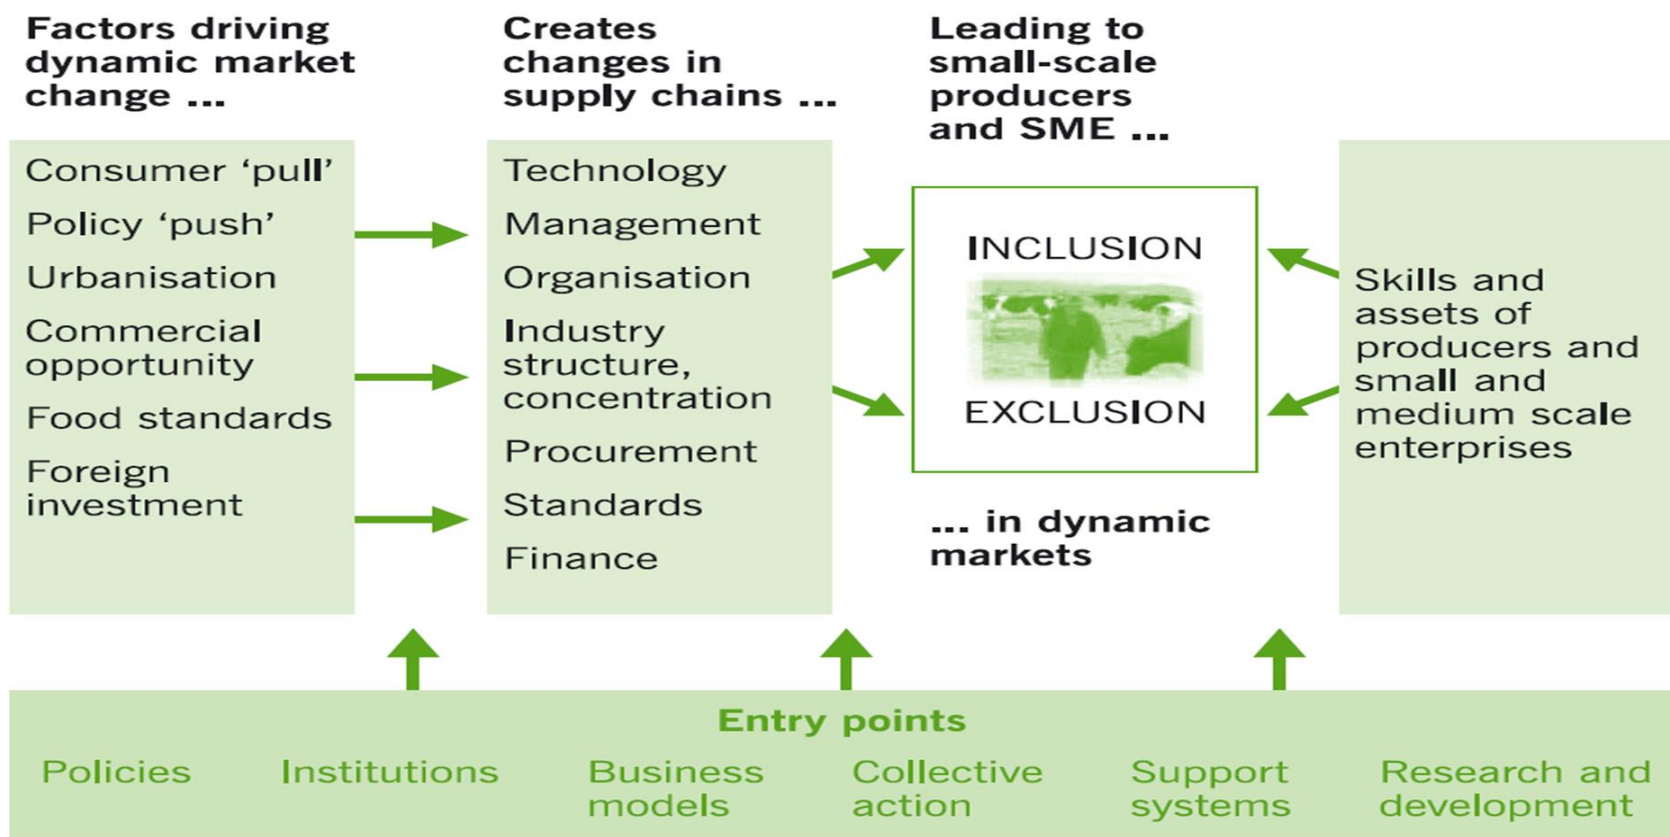 Factors driving
dynamic market
change ...
Consumer ‘pull’
Policy ‘push’
Urbanisation
Commercial
opportunity
Food standards
Foreign
investment
Creates
changes in
supply chains ...
Technology
Management
Organisation
Industry
structure,
concentration
Procurement
Standards
Finance
Leading to
small-scale
producers
and SME ...
INCLUSION
EXCLUSION
... in dynamic
markets
Skills and
assets of
producers and
small and
medium scale
enterprises
Entry points
Policies
Institutions
Business
models
Collective
action
Support
systems
Research and
development